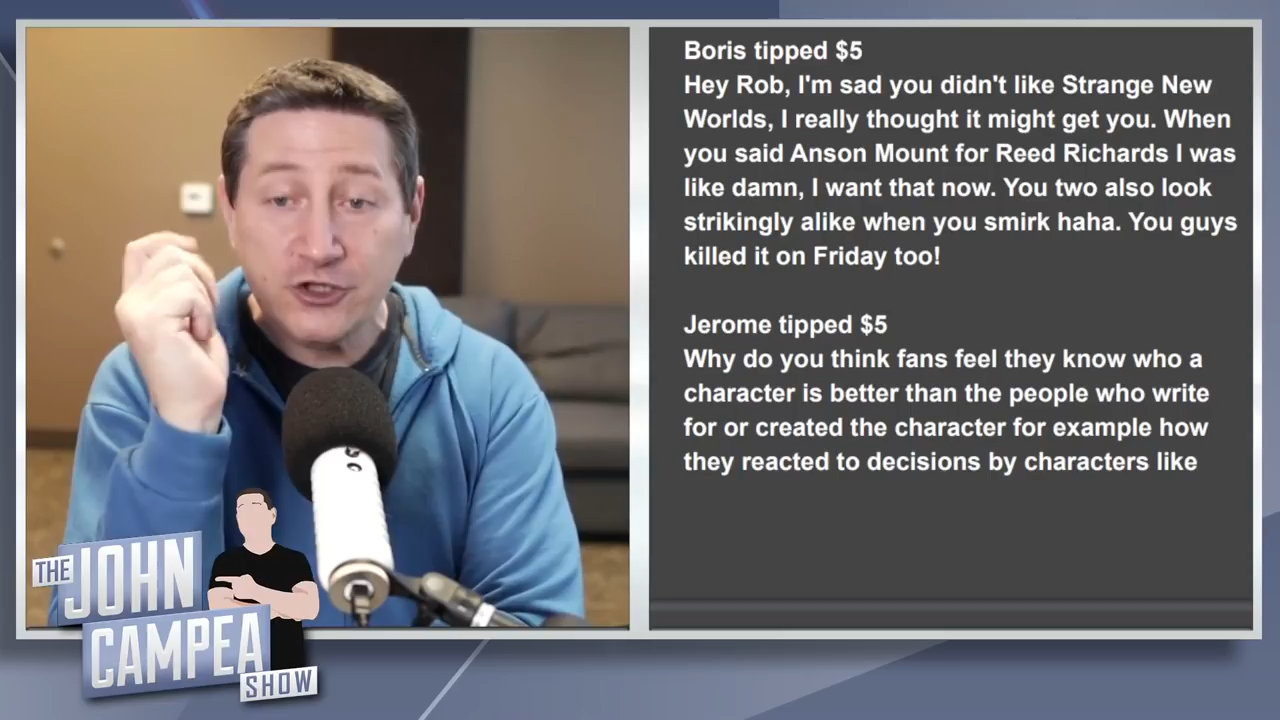 Boris tipped $5
Hey Rob, I'm sad you didn't like Strange New
Worlds, I really thought it might get you. When
you said Anson Mount for Reed Richards I was
like damn, I want that now. You two also look
strikingly alike when you smirk haha. You guys
killed it on Friday too!
Jerome tipped $5
Why do you think fans feel they know who a
character is better than the people who write
for or created the character for example how
they reacted to decisions by characters like
THE
JOHN
CAMPEA
SHOW